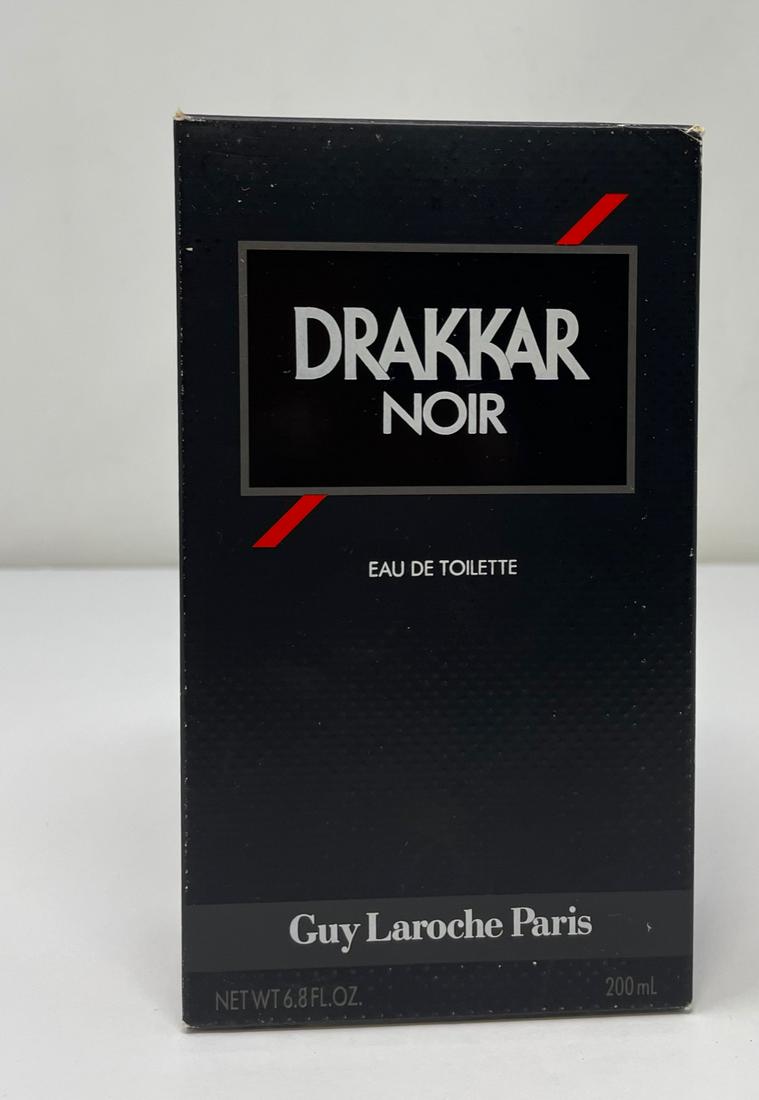 DRAKKAR
NOIR
EAU DE TOILETTE
Guy Laroche Paris
NET WT 6.8 FL.OZ. 200 mL